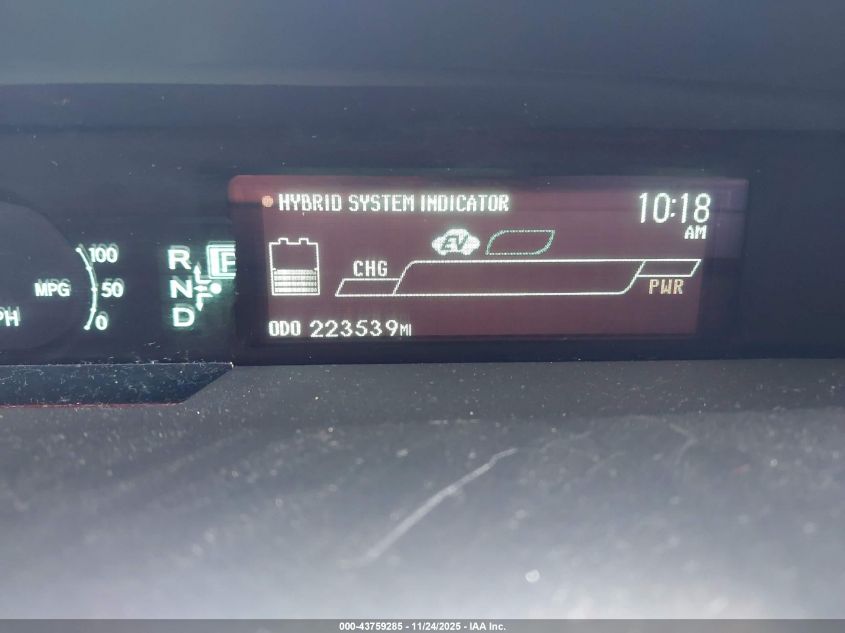 HYBRID SYSTEM INDICATOR
10:18
AM
EV
CHG
PWR
ODO 223539MI
100
MPG 50
0
PH
R P
N
D
000-43759285 - 11/24/2025 - IAA Inc.